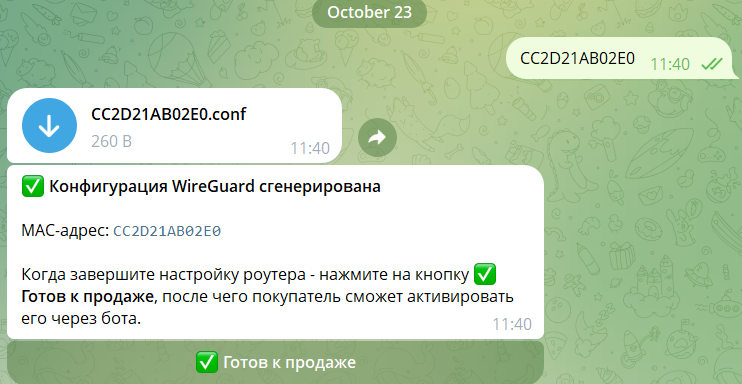 October 23
CC2D21AB02E0 11:40
CC2D21AB02E0.conf
260 B
11:40
✅ Конфигурация WireGuard сгенерирована
MAC-адрес: CC2D21AB02E0
Когда завершите настройку роутера - нажмите на кнопку ✅
Готов к продаже, после чего покупатель сможет активировать
его через бота.
11:40
✅ Готов к продаже